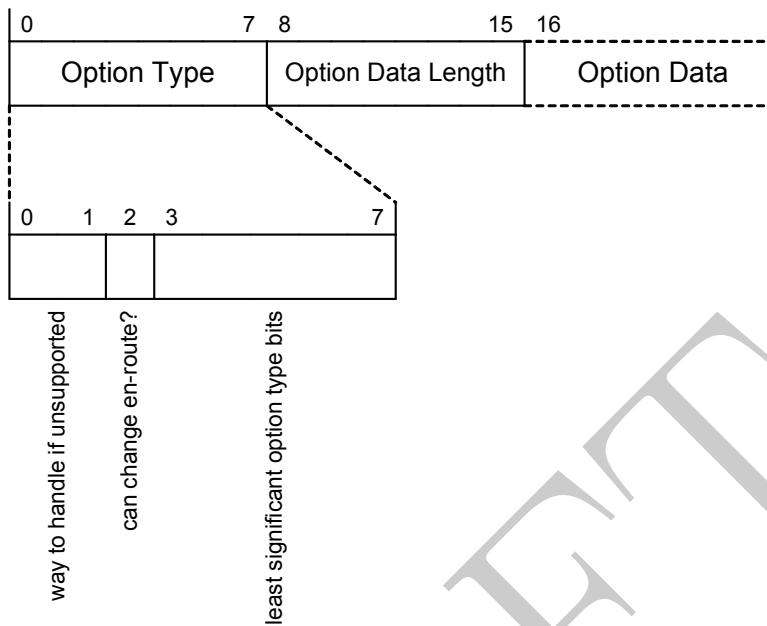 0 7 8 15 16
Option Type Option Data Length Option Data
0 1 2 3 7
way to handle if unsupported
can change en-route?
least significant option type bits
FT